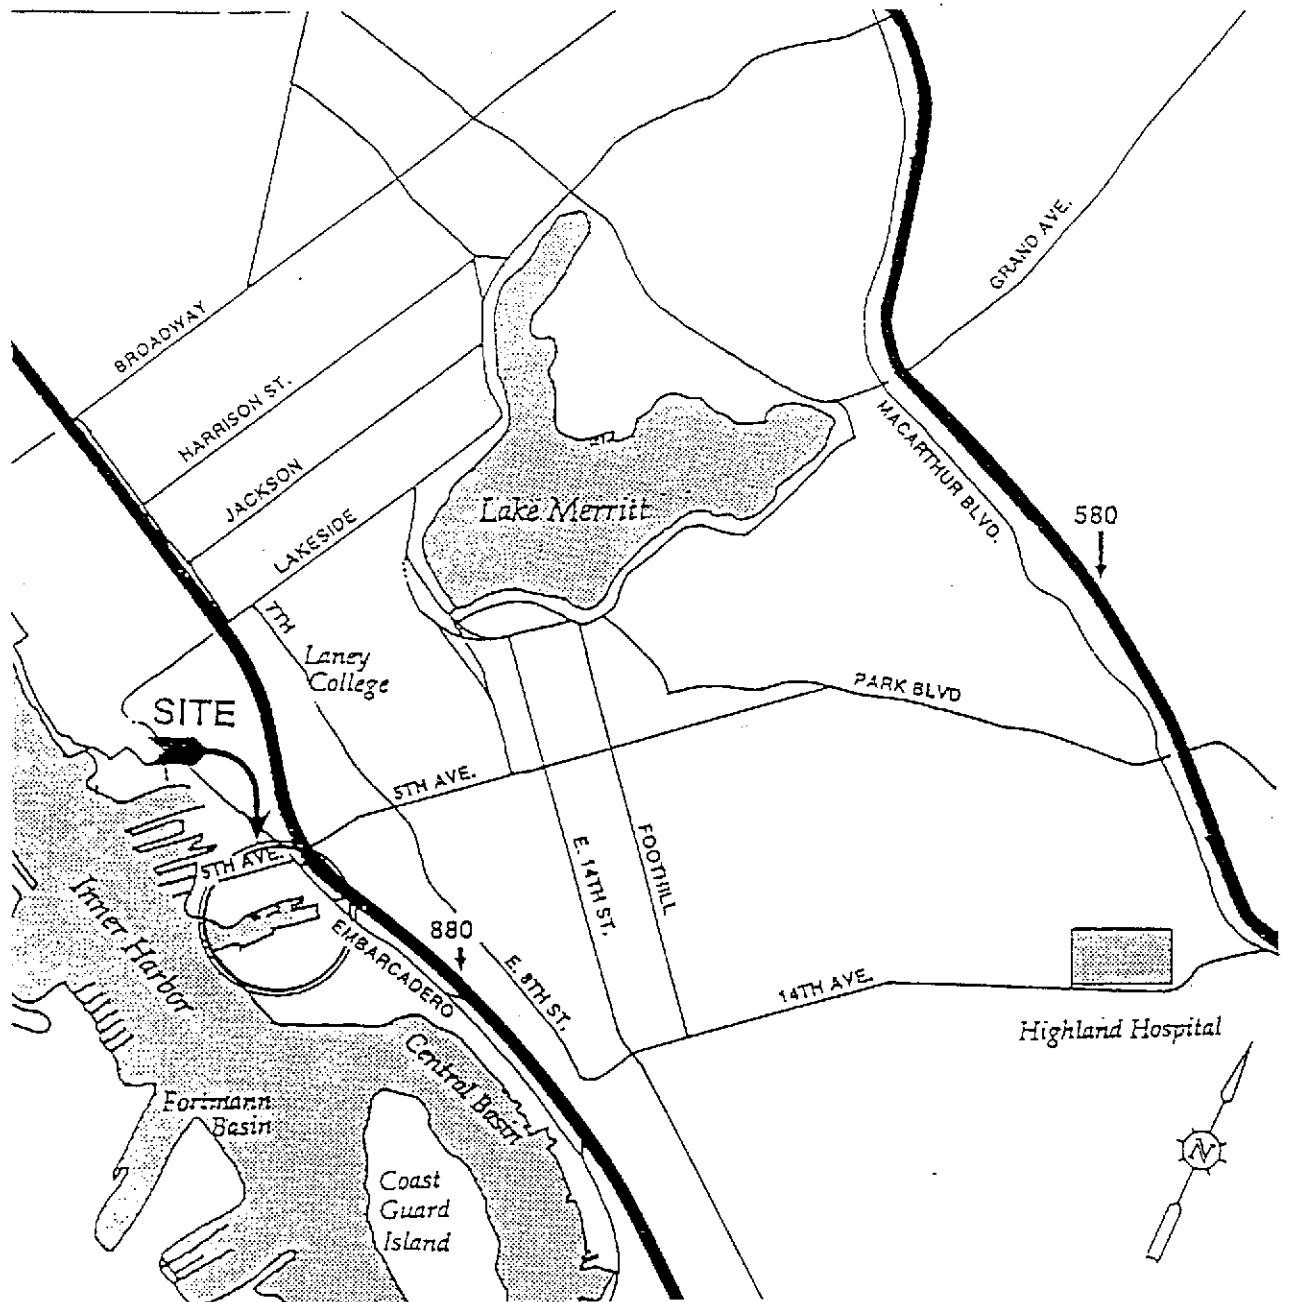 GRAND AVE.
BROADWAY
HARRISON ST.
MACARTHUR BLVD.
JACKSON
Lake Merritt
580
LAKESIDE
7TH
Laney
College
PARK BLVD
SITE
5TH AVE.
E. 14TH ST.
FOOTHILL
5TH AVE.
Inner Harbor
EMBARCADERO
880
E. 8TH ST.
14TH AVE.
Highland Hospital
Central Basin
Fortmann
Basin
N
Coast
Guard
Island